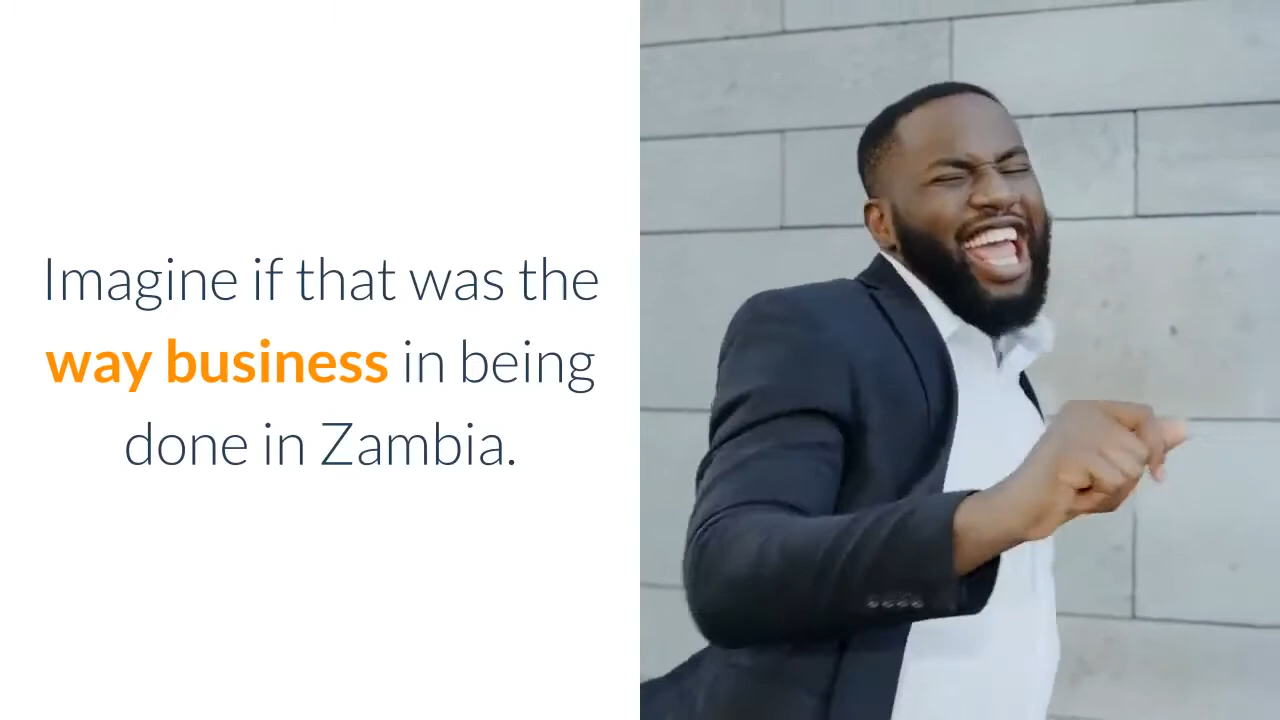 Imagine if that was the
way business in being
done in Zambia.